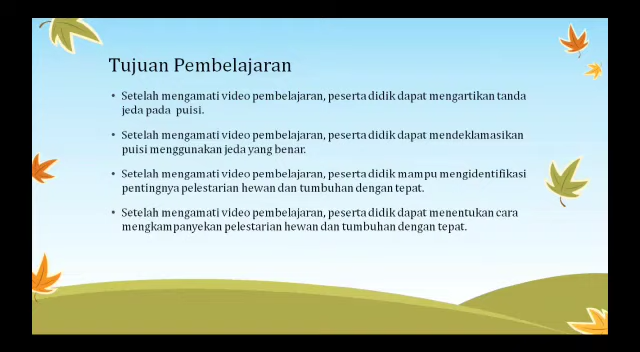 Tujuan Pembelajaran
• Setelah mengamati video pembelajaran, peserta didik dapat mengartikan tanda
jeda pada puisi.
• Setelah mengamati video pembelajaran, peserta didik dapat mendeklamasikan
puisi menggunakan jeda yang benar.
• Setelah mengamati video pembelajaran, peserta didik mampu mengidentifikasi
pentingnya pelestarian hewan dan tumbuhan dengan tepat.
• Setelah mengamati video pembelajaran, peserta didik dapat menentukan cara
mengkampanyekan pelestarian hewan dan tumbuhan dengan tepat.